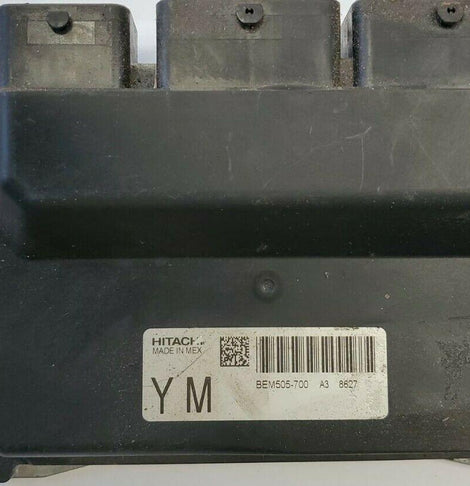 HITACHI
MADE IN MEX
YM
BEM505-700 A3 8627